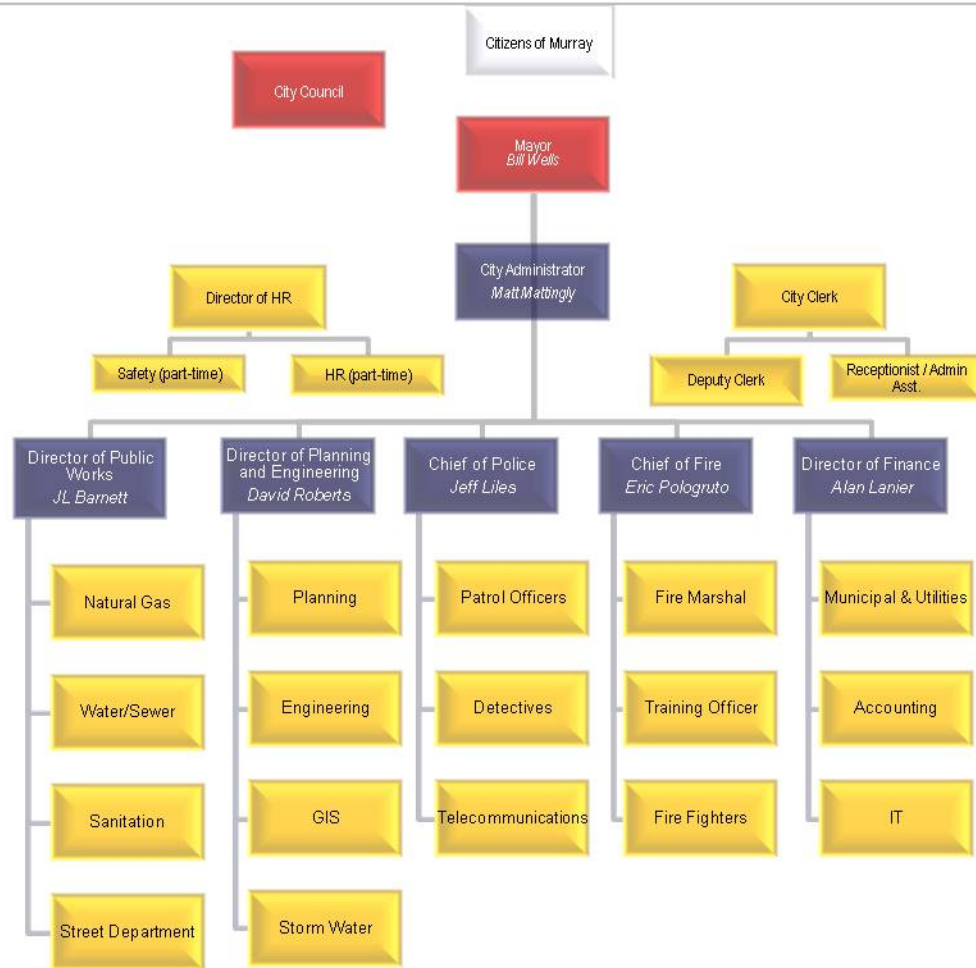 Citizens of Murray
City Council
Mayor
Bill Wells
City Administrator
Matt Mattingly
Director of HR
City Clerk
Safety (part-time)
HR (part-time)
Deputy Clerk
Receptionist / Admin
Asst.
Director of Public
Works
JL Barnett
Director of Planning
and Engineering
David Roberts
Chief of Police
Jeff Liles
Chief of Fire
Eric Pologruto
Director of Finance
Alan Lanier
Natural Gas
Planning
Patrol Officers
Fire Marshal
Municipal & Utilities
Water/Sewer
Engineering
Detectives
Training Officer
Accounting
Sanitation
GIS
Telecommunications
Fire Fighters
IT
Street Department
Storm Water